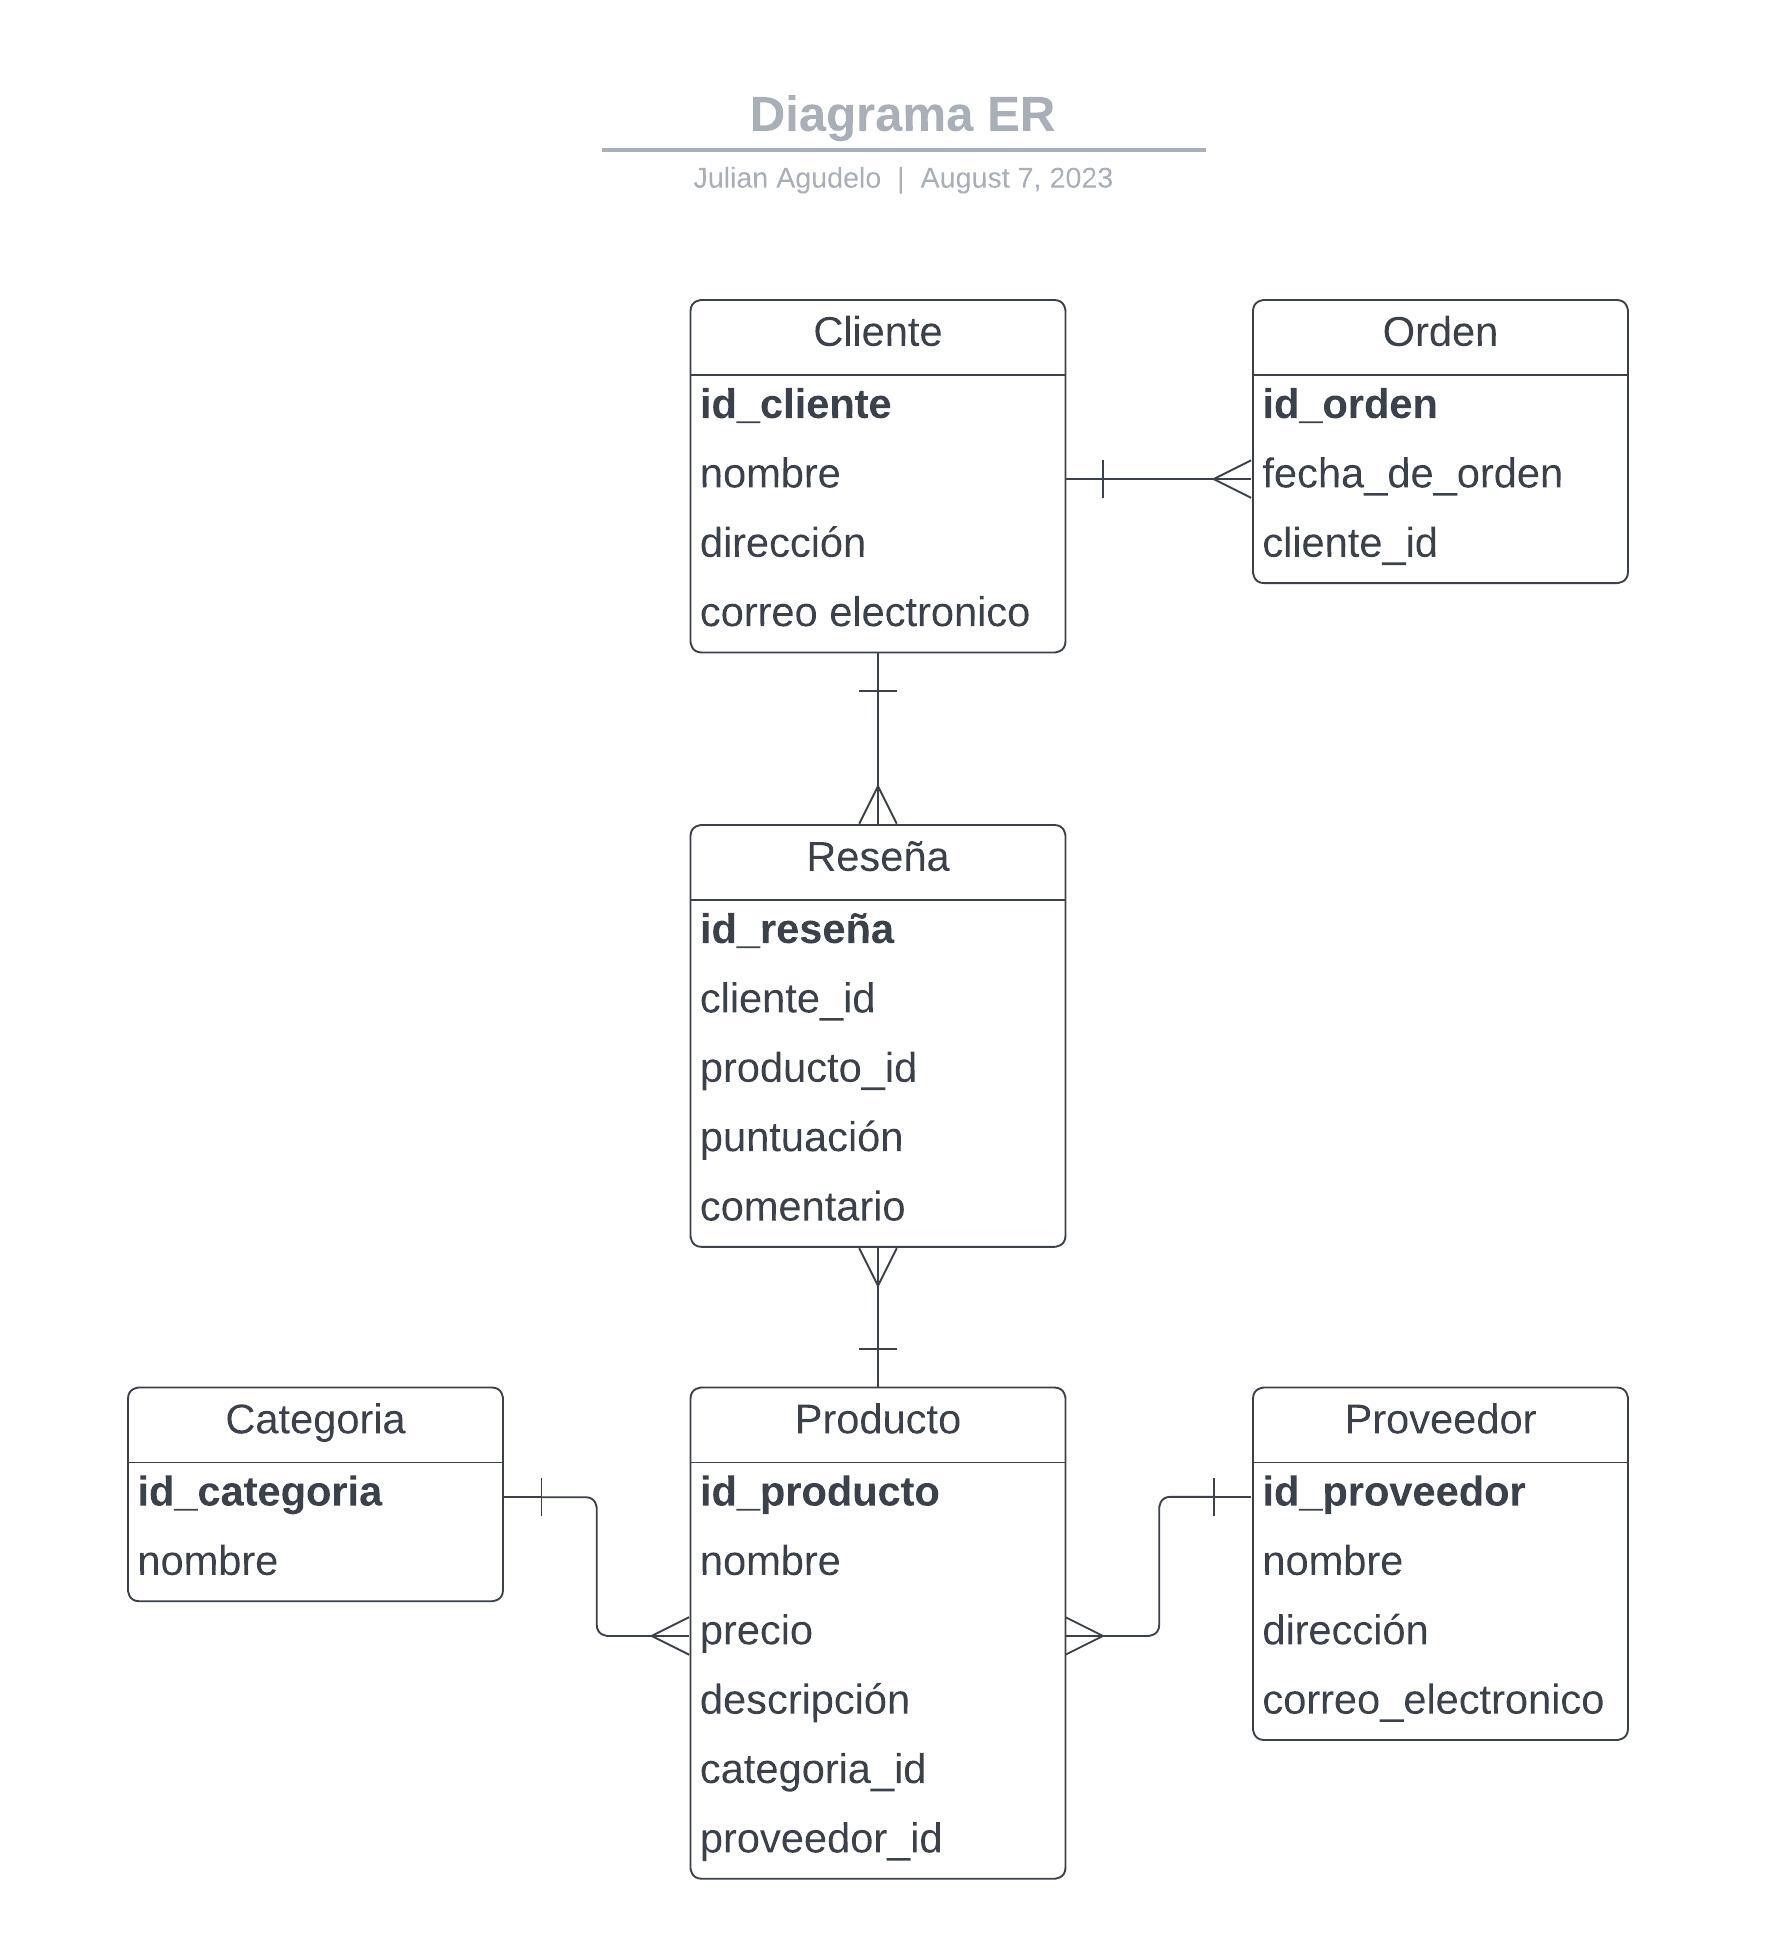 Diagrama ER
Julian Agudelo | August 7, 2023
Cliente
id_cliente
nombre
dirección
correo electronico
Orden
id_orden
fecha_de_orden
cliente_id
Reseña
id_reseña
cliente_id
producto_id
puntuación
comentario
Categoria
id_categoria
nombre
Producto
id_producto
nombre
precio
descripción
categoria_id
proveedor_id
Proveedor
id_proveedor
nombre
dirección
correo_electronico